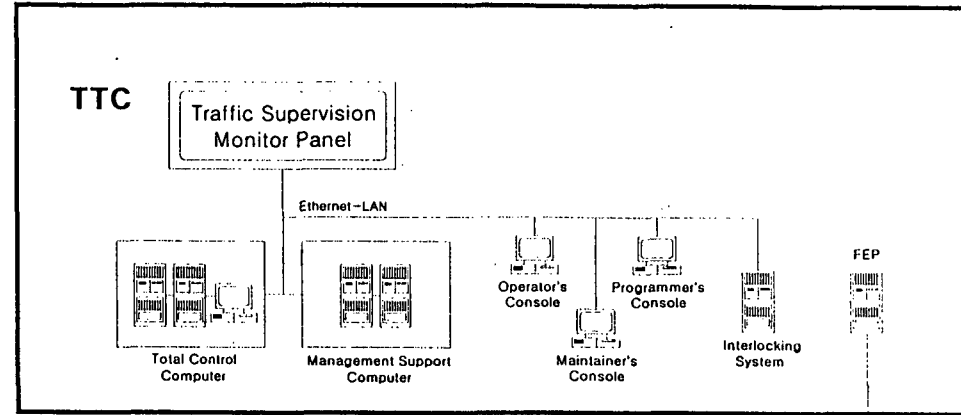 TTC
Traffic Supervision
Monitor Panel
Ethernet-LAN
Total Control
Computer
Management Support
Computer
Operator's
Console
Maintainer's
Console
Programmer's
Console
Interlocking
System
FEP